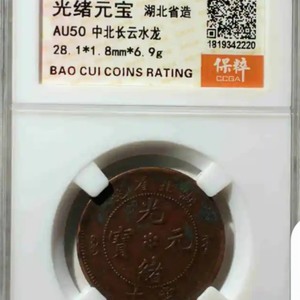 光绪元宝 湖北省造
AU50 中北长云水龙
28.1*1.8mm*6.9g
BAO CUI COINS RATING
1819342220
保粹
CCGA
光
元
寶
緒